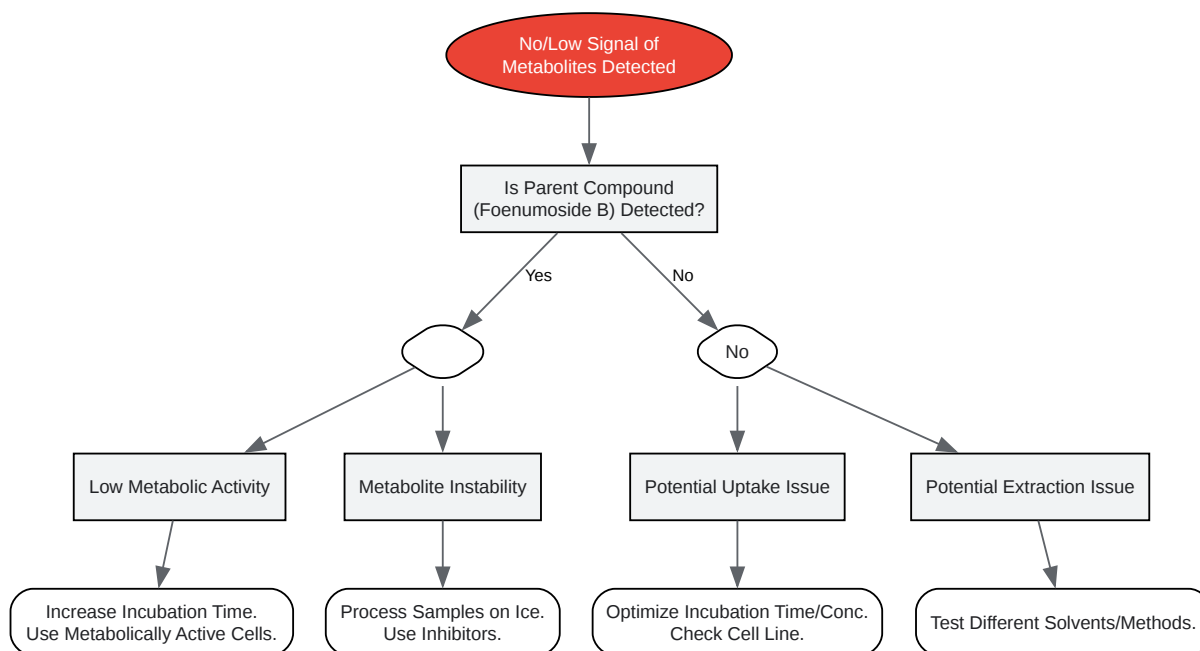 No/Low Signal of
Metabolites Detected
Is Parent Compound
(Foenumoside B) Detected?
Yes
No
No
Low Metabolic Activity
Metabolite Instability
Potential Uptake Issue
Potential Extraction Issue
Increase Incubation Time.
Use Metabolically Active Cells.
Process Samples on Ice.
Use Inhibitors.
Optimize Incubation Time/Conc.
Check Cell Line.
Test Different Solvents/Methods.